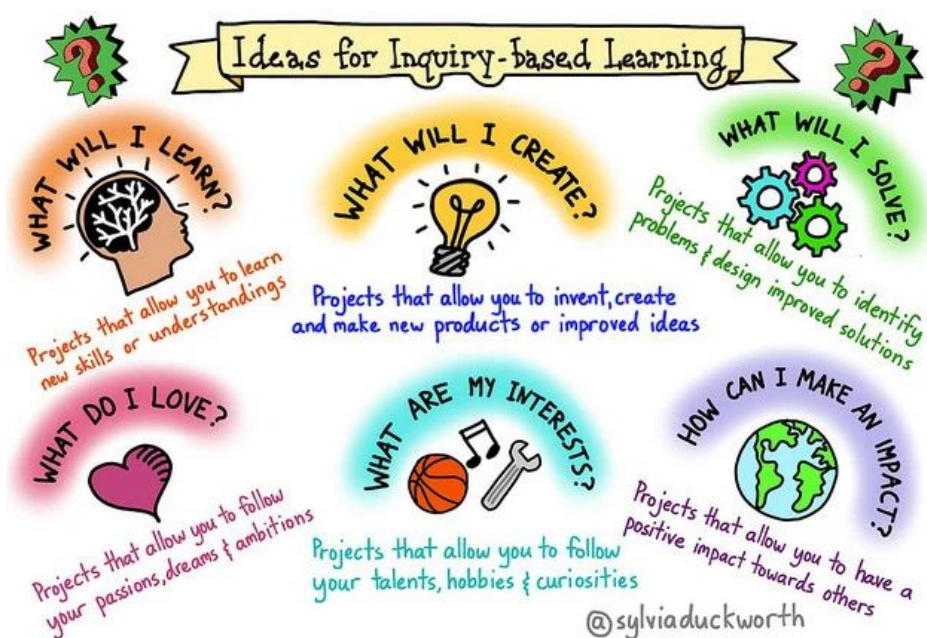 Ideas for Inquiry-based Learning
WHAT WILL I LEARN?
Projects that allow you to learn
new skills or understandings
WHAT WILL I CREATE?
Projects that allow you to invent, create
and make new products or improved ideas
WHAT WILL I SOLVE?
Projects that allow you to identify
problems & design improved solutions
WHAT DO I LOVE?
Projects that allow you to follow
your passions, dreams & ambitions
WHAT ARE MY INTERESTS?
Projects that allow you to follow
your talents, hobbies & curiosities
HOW CAN I MAKE AN IMPACT?
Projects that allow you to have a
positive impact towards others
@sylviaduckworth